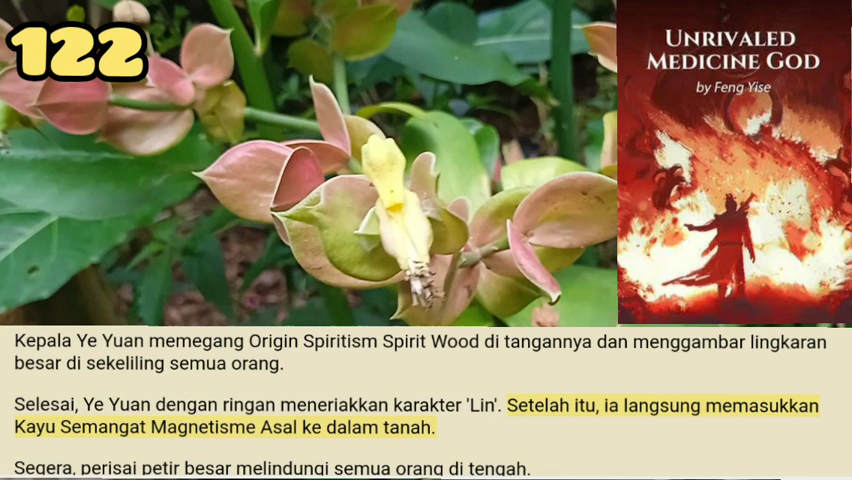 122
UNRIVALED
MEDICINE GOD
by Feng Yise
Kepala Ye Yuan memegang Origin Spiritism Spirit Wood di tangannya dan menggambar lingkaran
besar di sekeliling semua orang.
Selesai, Ye Yuan dengan ringan meneriakkan karakter 'Lin'. Setelah itu, ia langsung memasukkan
Kayu Semangat Magnetisme Asal ke dalam tanah.
Segera, perisai petir besar melindungi semua orang di tengah.